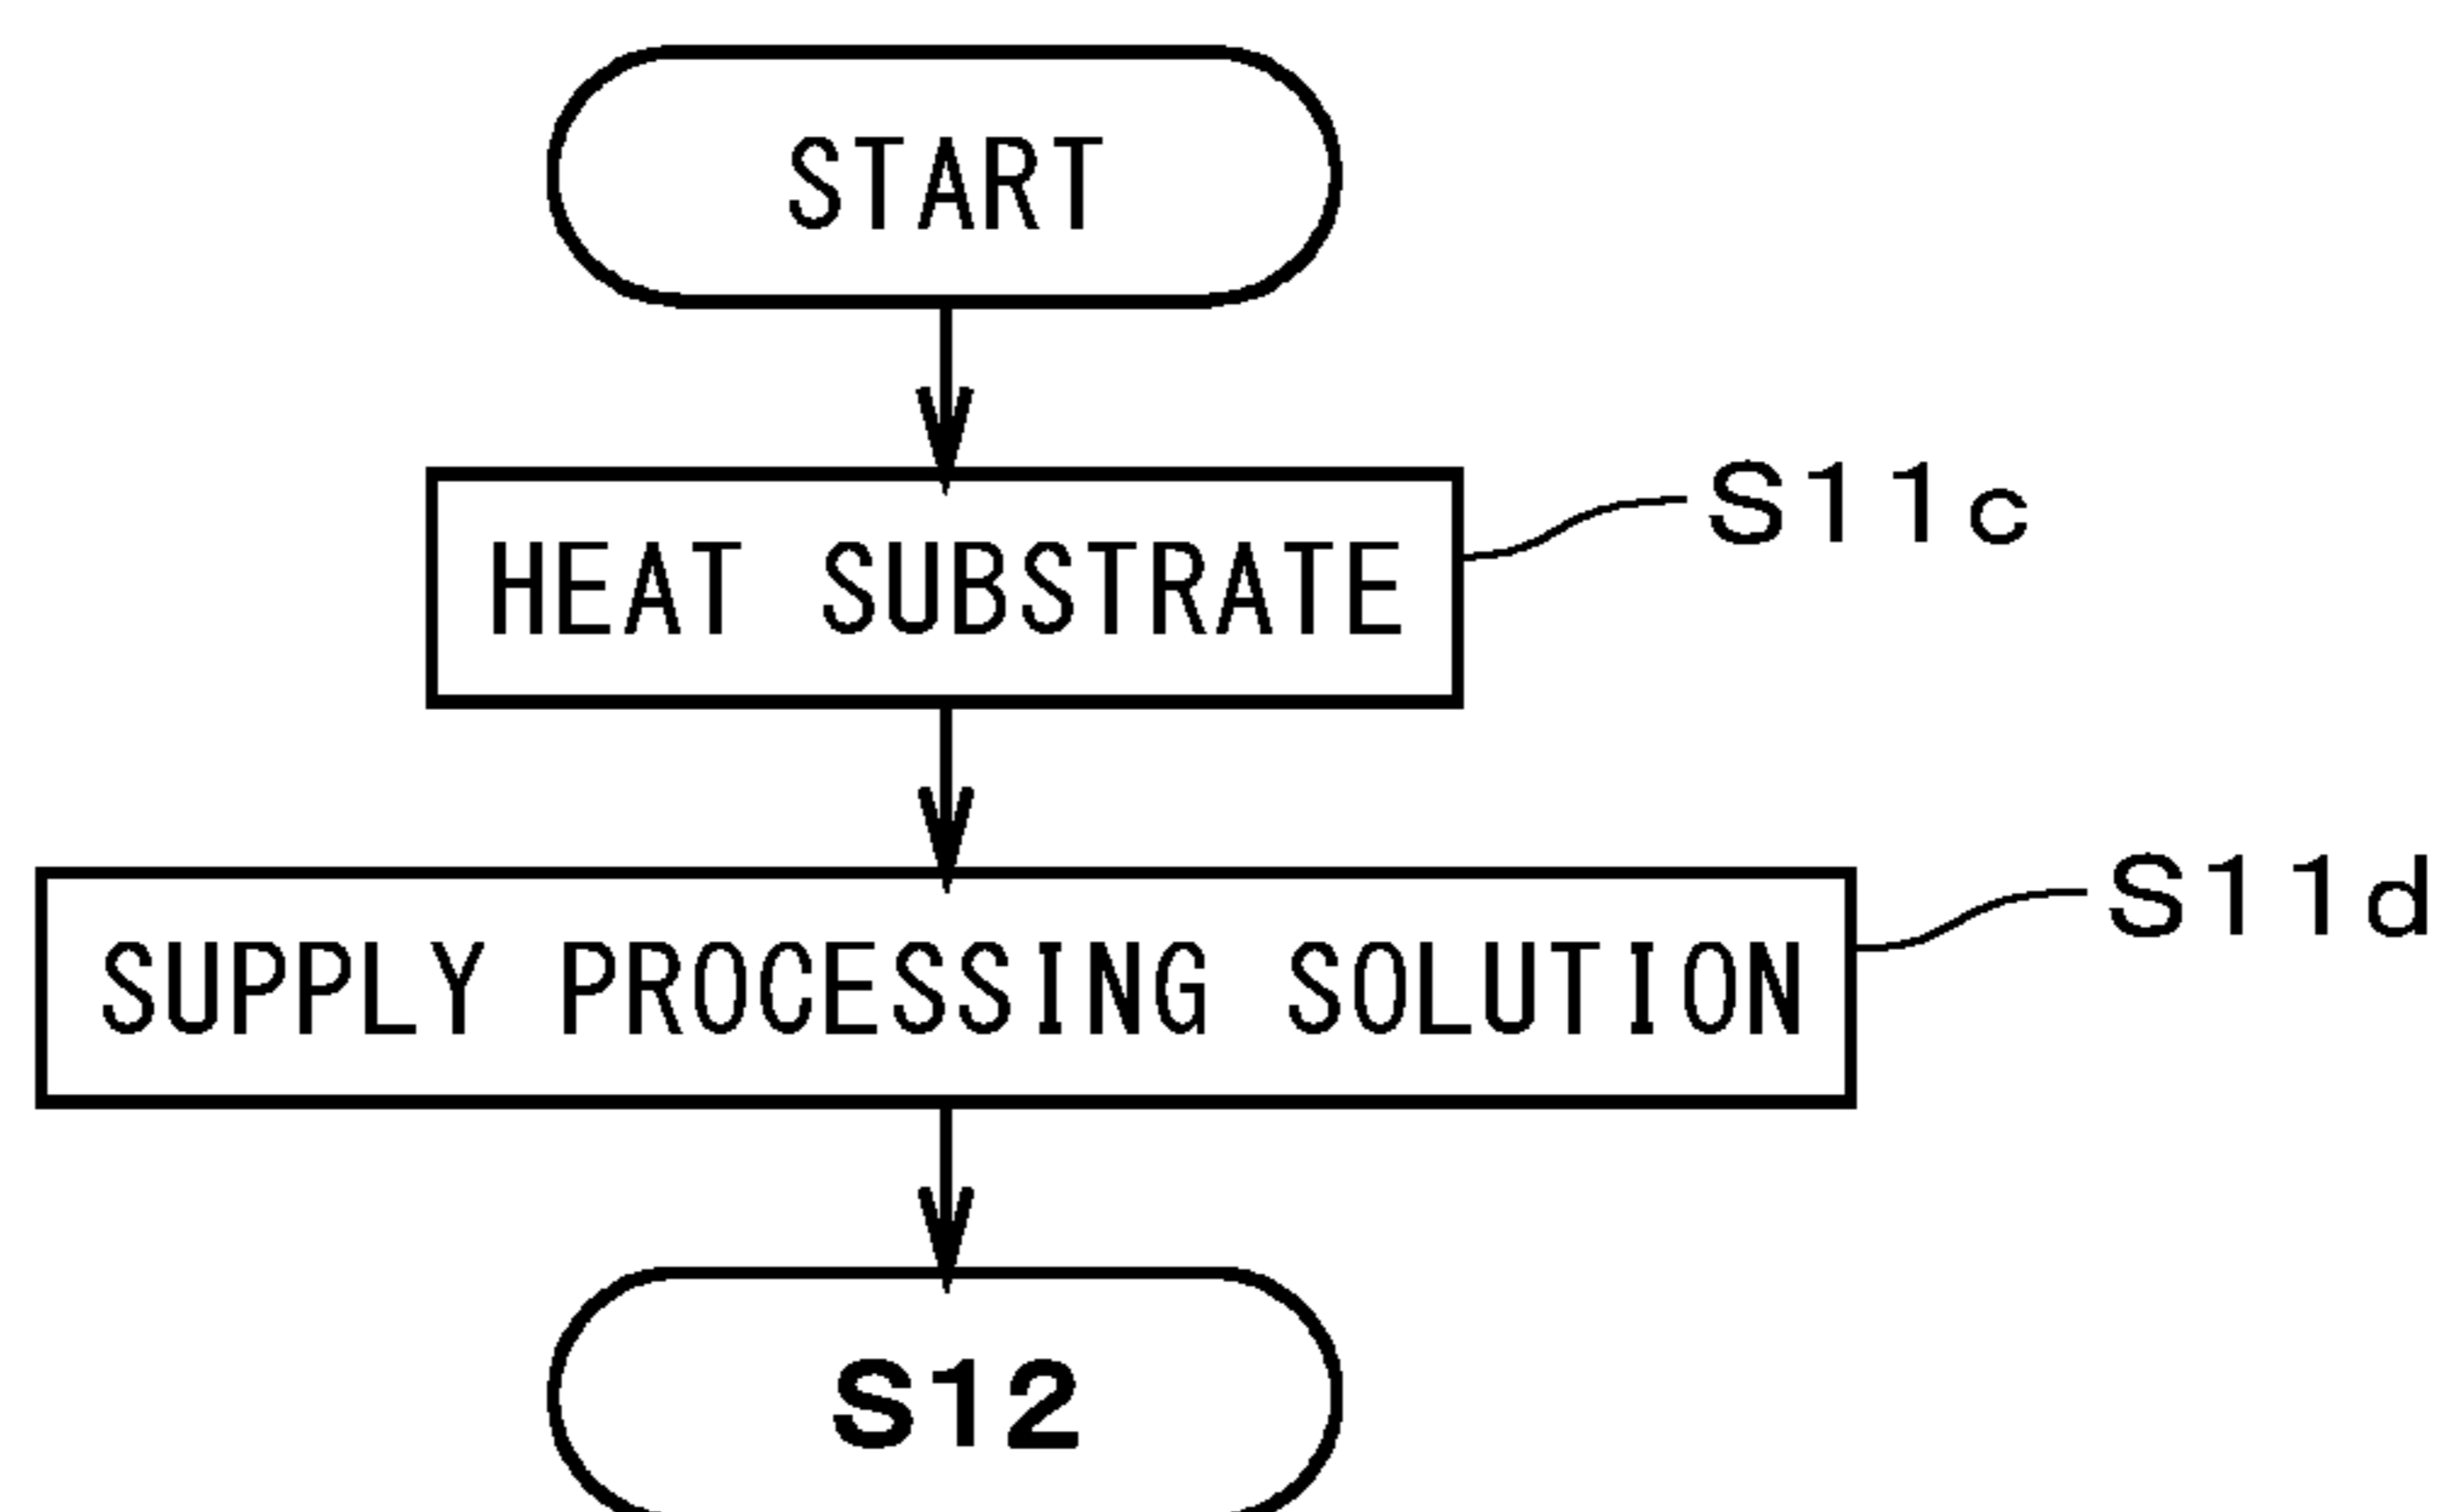 START
HEAT SUBSTRATE
S11c
SUPPLY PROCESSING SOLUTION
S11d
S12